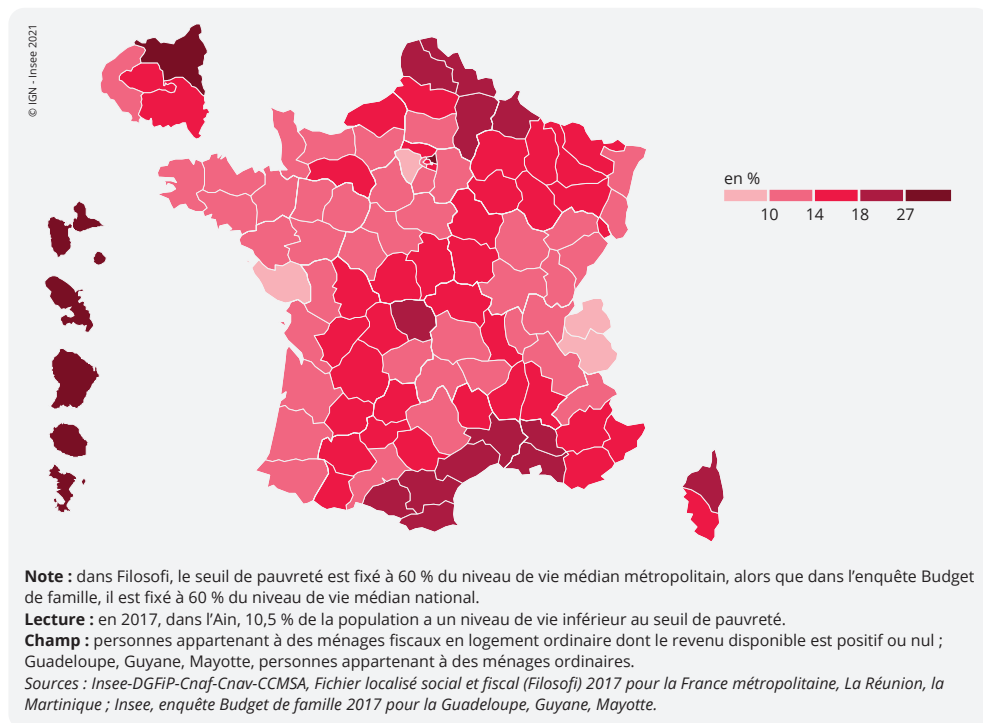 © IGN - Insee 2021
en %
10 14 18 27
Note : dans Filosofi, le seuil de pauvreté est fixé à 60 % du niveau de vie médian métropolitain, alors que dans l’enquête Budget
de famille, il est fixé à 60 % du niveau de vie médian national.
Lecture : en 2017, dans l’Ain, 10,5 % de la population a un niveau de vie inférieur au seuil de pauvreté.
Champ : personnes appartenant à des ménages fiscaux en logement ordinaire dont le revenu disponible est positif ou nul ;
Guadeloupe, Guyane, Mayotte, personnes appartenant à des ménages ordinaires.
Sources : Insee-DGFiP-Cnaf-Cnav-CCMSA, Fichier localisé social et fiscal (Filosofi) 2017 pour la France métropolitaine, La Réunion, la
Martinique ; Insee, enquête Budget de famille 2017 pour la Guadeloupe, Guyane, Mayotte.